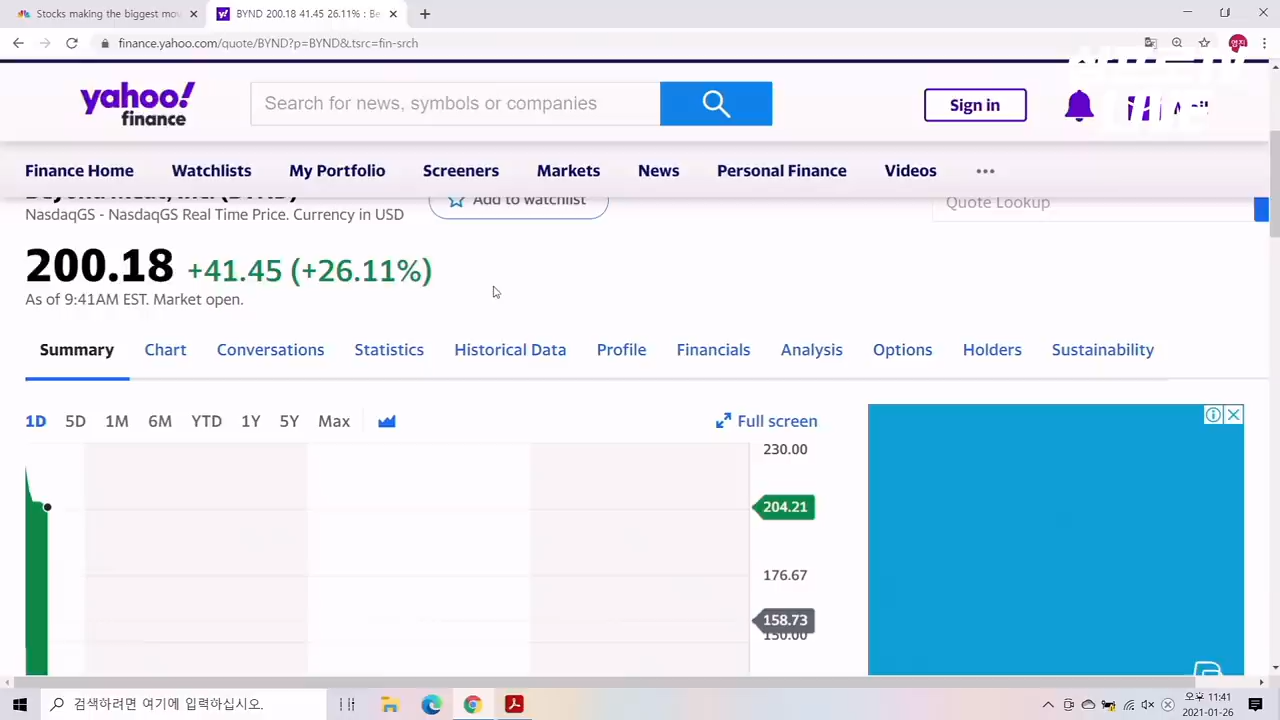 Stocks making the biggest mov
BYND 200.18 41.45 26.11% : Be
finance.yahoo.com/quote/BYND?p=BYND&tsrc=fin-srch
yahoo!
finance
Search for news, symbols or companies
Sign in
Finance Home
Watchlists
My Portfolio
Screeners
Markets
News
Personal Finance
Videos
Beyond Meat, Inc. (BYND)
Add to watchlist
NasdaqGS - NasdaqGS Real Time Price. Currency in USD
Quote Lookup
200.18 +41.45 (+26.11%)
As of 9:41AM EST. Market open.
Summary
Chart
Conversations
Statistics
Historical Data
Profile
Financials
Analysis
Options
Holders
Sustainability
1D 5D 1M 6M YTD 1Y 5Y Max
Full screen
230.00
204.21
176.67
158.73
150.00
검색하려면 여기에 입력하십시오.
오후 11:41
2021-01-26